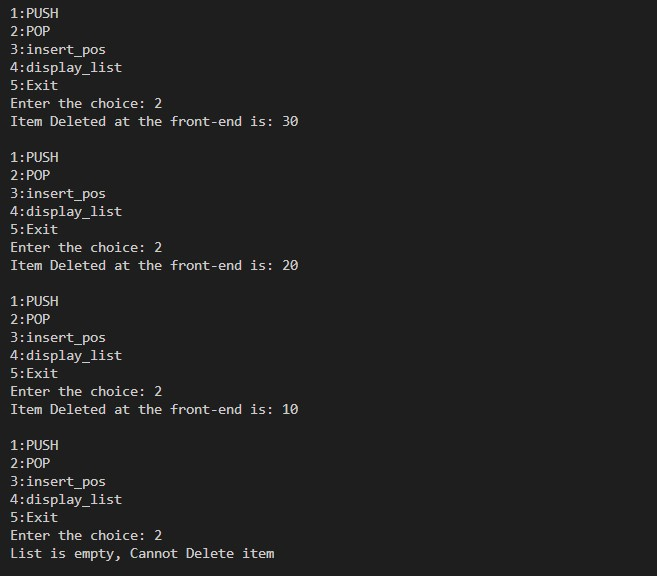 1:PUSH
2:POP
3:insert_pos
4:display_list
5:Exit
Enter the choice: 2
Item Deleted at the front-end is: 30
1:PUSH
2:POP
3:insert_pos
4:display_list
5:Exit
Enter the choice: 2
Item Deleted at the front-end is: 20
1:PUSH
2:POP
3:insert_pos
4:display_list
5:Exit
Enter the choice: 2
Item Deleted at the front-end is: 10
1:PUSH
2:POP
3:insert_pos
4:display_list
5:Exit
Enter the choice: 2
List is empty, Cannot Delete item